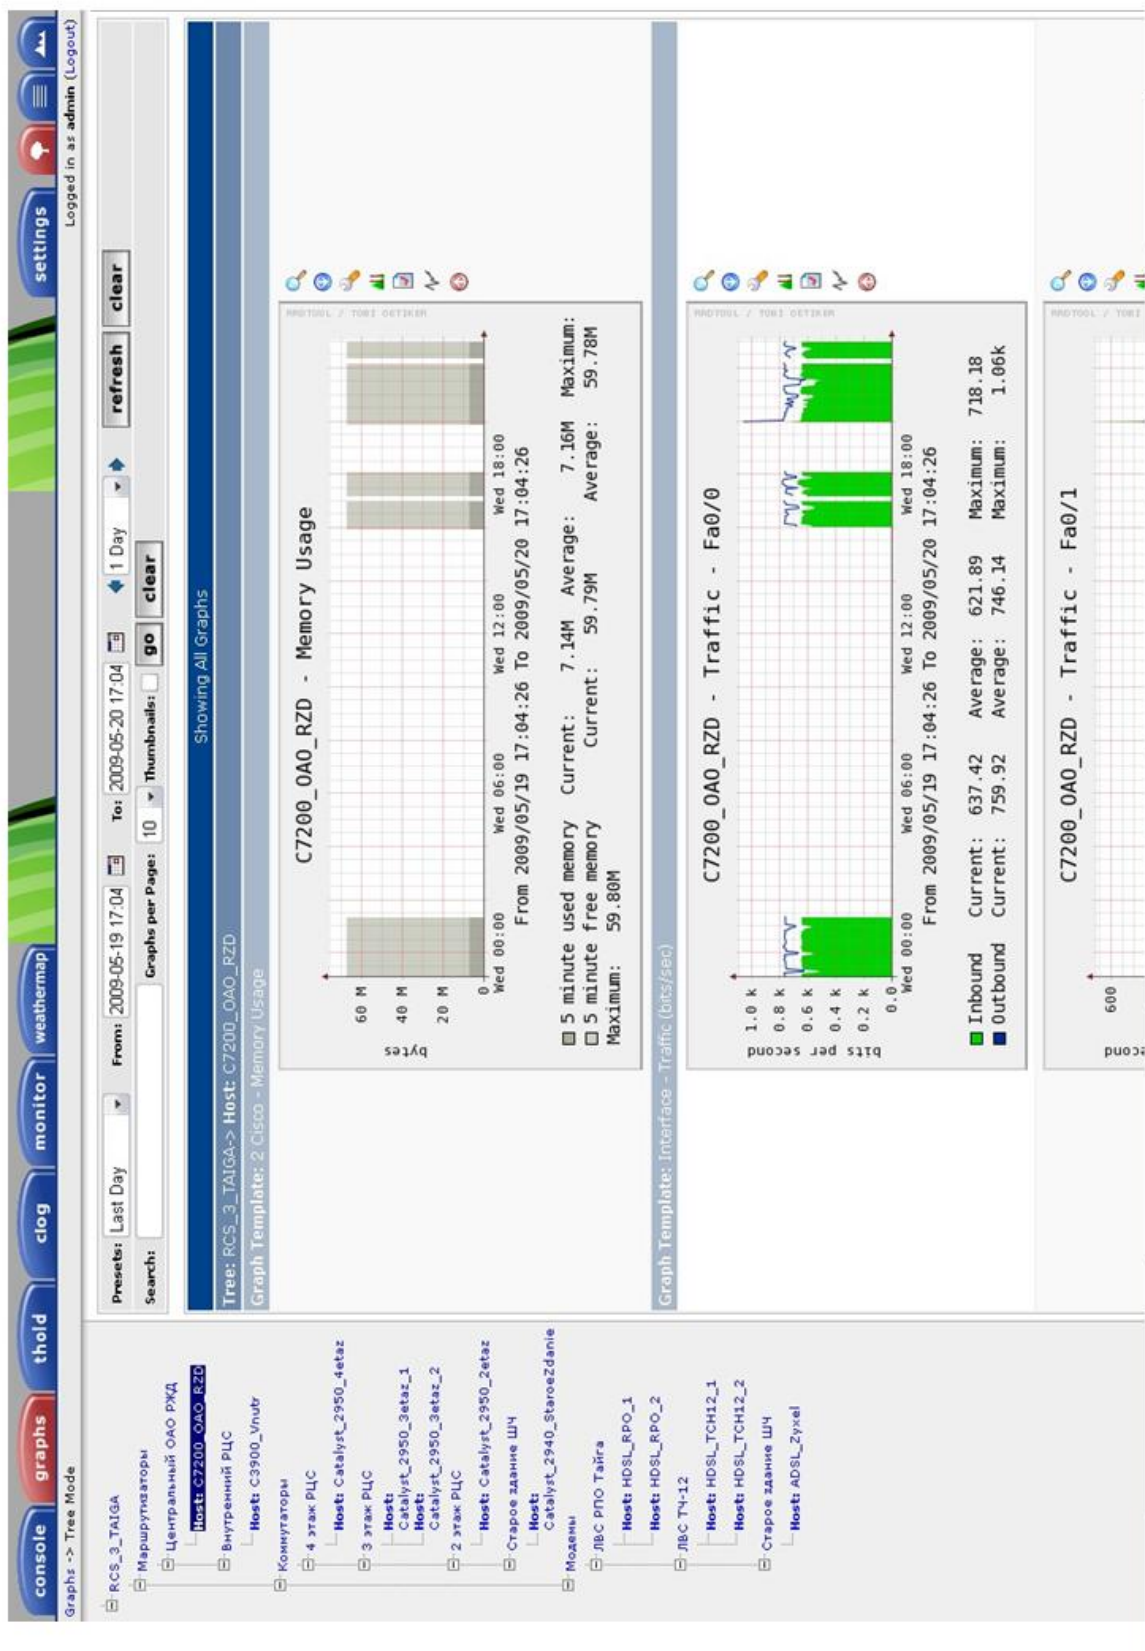 console graphs thold clog monitor weathermap settings
Graphs -> Tree Mode Logged in as admin (Logout)
RCS_3_TAIGA
Маршрутизаторы
Центральный ОАО РЖД
Host: C7200_OAO_RZD
Внутренний РЦС
Host: C3900_Vnutr
Коммутаторы
4 этаж РЦС
Host: Catalyst_2950_4etaz
3 этаж РЦС
Host:
Catalyst_2950_3etaz_1
Host:
Catalyst_2950_3etaz_2
2 этаж РЦС
Host: Catalyst_2950_2etaz
Старое здание ШЧ
Host:
Catalyst_2940_StaroeZdanie
Модемы
ЛВС РПО Тайга
Host: HDSL_RPO_1
Host: HDSL_RPO_2
ЛВС ТЧ-12
Host: HDSL_TCH12_1
Host: HDSL_TCH12_2
Старое здание ШЧ
Host: ADSL_Zyxel
Presets: Last Day From: 2009-05-19 17:04 To: 2009-05-20 17:04 1 Day refresh clear
Search: Graphs per Page: 10 Thumbnails: go clear
Showing All Graphs
Tree: RCS_3_TAIGA-> Host: C7200_OAO_RZD
Graph Template: 2 Cisco - Memory Usage
C7200_OAO_RZD - Memory Usage
RRDTOOL / TOBI OETIKER
bytes
60 M
40 M
20 M
0
Wed 00:00 Wed 06:00 Wed 12:00 Wed 18:00
From 2009/05/19 17:04:26 To 2009/05/20 17:04:26
5 minute used memory Current: 7.14M Average: 7.16M Maximum:
5 minute free memory Current: 59.79M Average: 59.78M
Maximum: 59.80M
Graph Template: Interface - Traffic (bits/sec)
C7200_OAO_RZD - Traffic - Fa0/0
RRDTOOL / TOBI OETIKER
bits per second
1.0 k
0.8 k
0.6 k
0.4 k
0.2 k
0.0
Wed 00:00 Wed 06:00 Wed 12:00 Wed 18:00
From 2009/05/19 17:04:26 To 2009/05/20 17:04:26
Inbound Current: 637.42 Average: 621.89 Maximum: 718.18
Outbound Current: 759.92 Average: 746.14 Maximum: 1.06k
C7200_OAO_RZD - Traffic - Fa0/1
RRDTOOL / TOBI
600